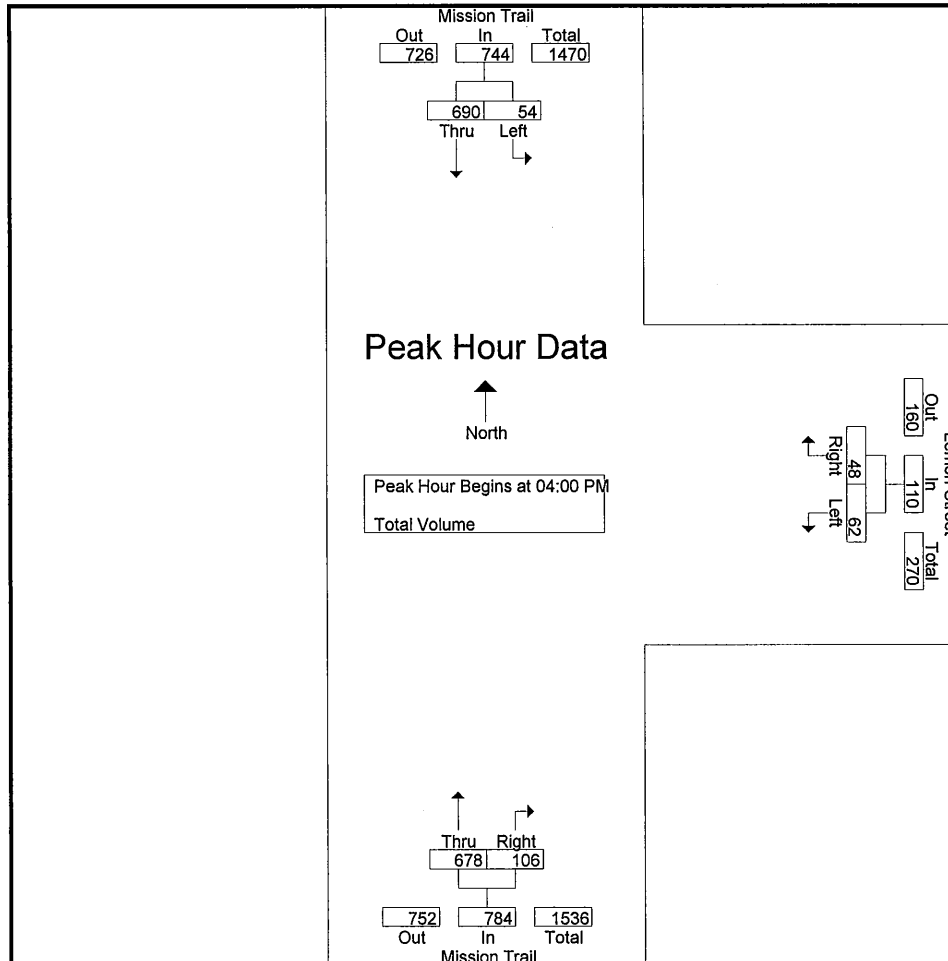 Mission Trail
Out In Total
726 744 1470
690 54
Thru Left
Peak Hour Data
North
Peak Hour Begins at 04:00 PM
Total Volume
Out In Total
160 110 270
Right Left
48 62
Street
Thru Right
678 106
752 784 1536
Out In Total
Mission Trail